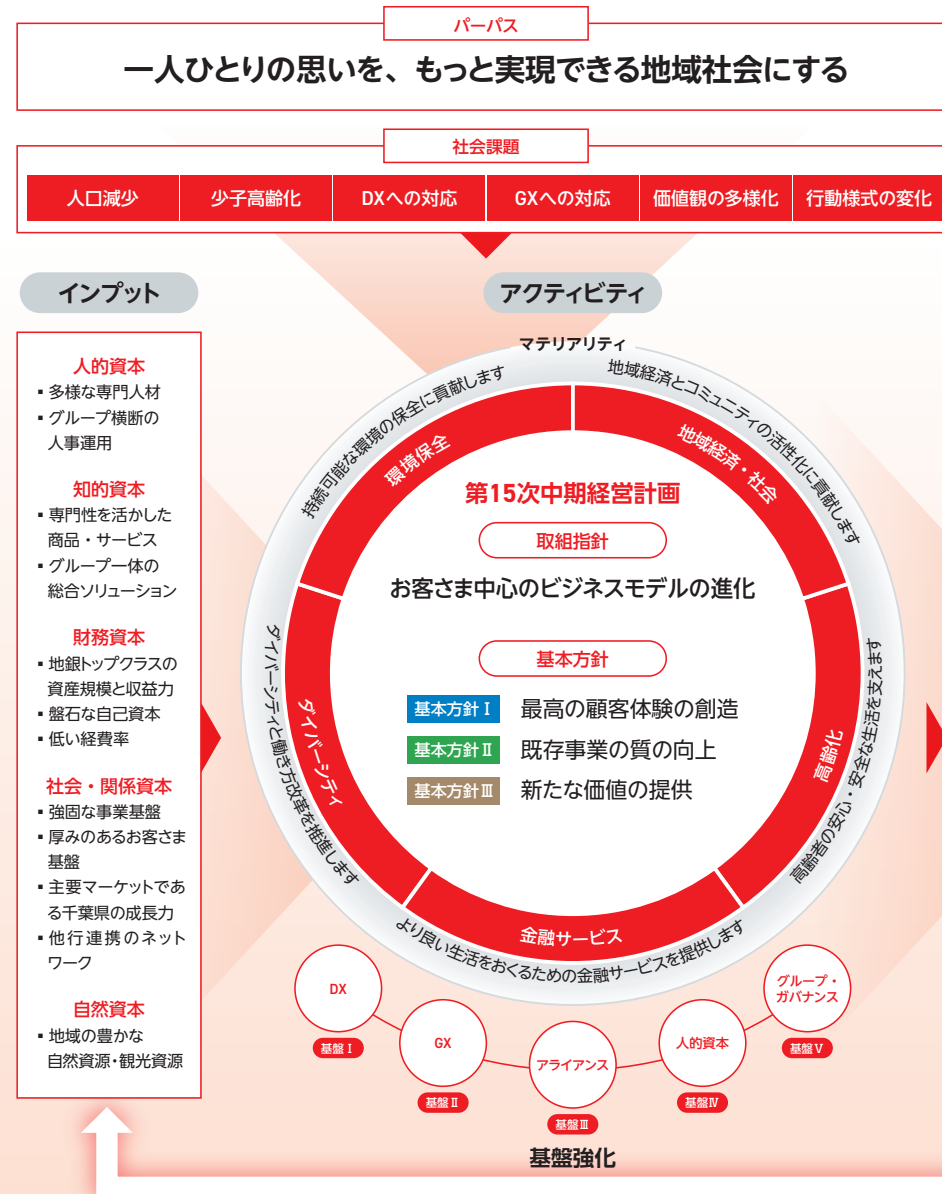 パーパス
一人ひとりの思いを、もっと実現できる地域社会にする
社会課題
人口減少
少子高齢化
DXへの対応
GXへの対応
価値観の多様化
行動様式の変化
インプット
人的資本
▪ 多様な専門人材
▪ グループ横断の
人事運用
知的資本
▪ 専門性を活かした
商品・サービス
▪ グループ一体の
総合ソリューション
財務資本
▪ 地銀トップクラスの
資産規模と収益力
▪ 盤石な自己資本
▪ 低い経費率
社会・関係資本
▪ 強固な事業基盤
▪ 厚みのあるお客さま
基盤
▪ 主要マーケットであ
る千葉県の成長力
▪ 他行連携のネット
ワーク
自然資本
▪ 地域の豊かな
自然資源・観光資源
アクティビティ
マテリアリティ
持続可能な環境の保全に貢献します
環境保全
地域経済とコミュニティの活性化に貢献します
地域経済・社会
高齢者の安心・安全な生活を支えます
高齢化
より良い生活をおくるための金融サービスを提供します
金融サービス
ダイバーシティと働き方改革を推進します
ダイバーシティ
第15次中期経営計画
取組指針
お客さま中心のビジネスモデルの進化
基本方針
基本方針Ⅰ 最高の顧客体験の創造
基本方針Ⅱ 既存事業の質の向上
基本方針Ⅲ 新たな価値の提供
DX
基盤Ⅰ
GX
基盤Ⅱ
アライアンス
基盤Ⅲ
人的資本
基盤Ⅳ
グループ・
ガバナンス
基盤Ⅴ
基盤強化